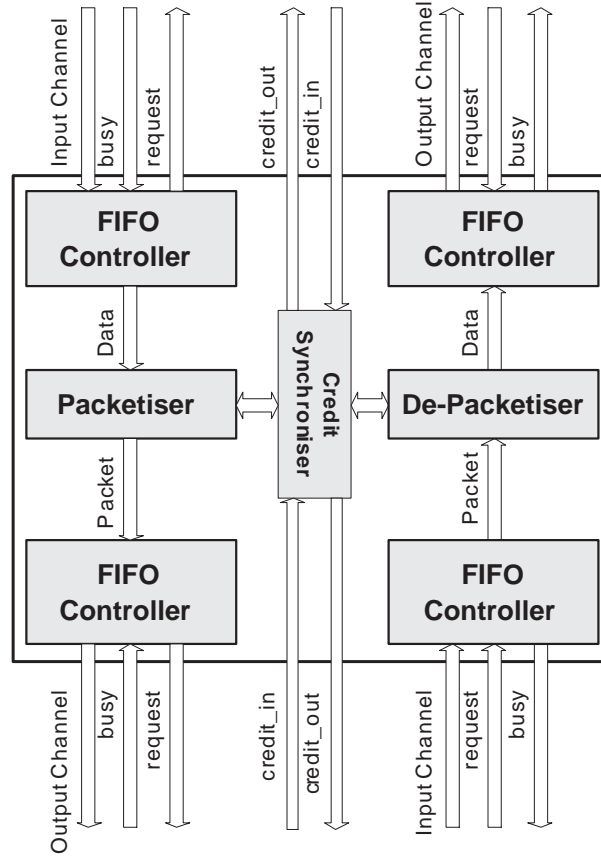 Input Channel
busy
request
credit_out
credit_in
Output Channel
request
busy
FIFO
Controller
FIFO
Controller
Data
Data
Packetiser
Credit
Synchroniser
De-Packetiser
Packet
Packet
FIFO
Controller
FIFO
Controller
Output Channel
busy
request
credit_in
credit_out
Input Channel
request
busy